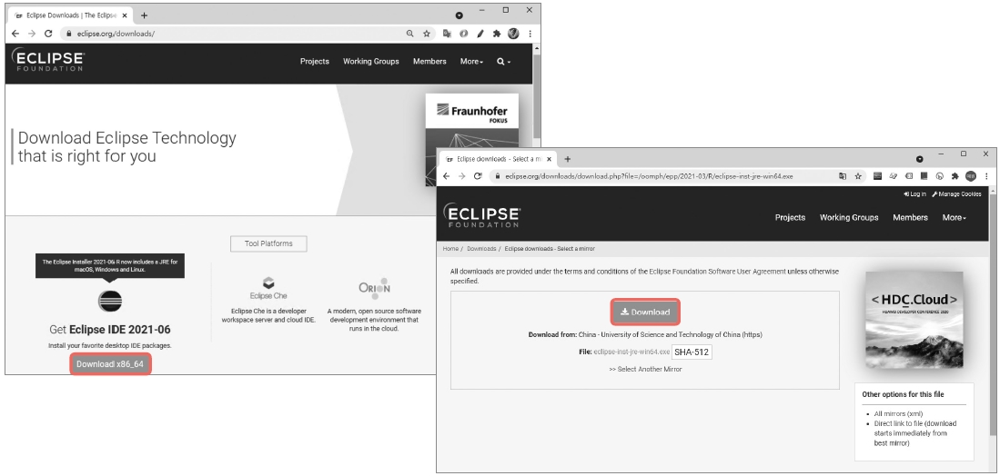 Eclipse Downloads | The Eclipse
eclipse.org/downloads/
ECLIPSE
FOUNDATION
Projects Working Groups Members More
Fraunhofer
FOKUS
Download Eclipse Technology
that is right for you
Tool Platforms
The Eclipse Installer 2021-06 R now includes a JRE for
macOS, Windows and Linux.
Get Eclipse IDE 2021-06
Install your favorite desktop IDE packages.
Download x86_64
Eclipse Che
Eclipse Che is a developer
workspace server and cloud IDE.
ORION
A modern, open source software
development environment that
runs in the cloud.
Eclipse downloads - Select a mi
eclipse.org/downloads/download.php?file=/oomph/epp/2021-03/R/eclipse-inst-jre-win64.exe
Log in Manage Cookies
ECLIPSE
FOUNDATION
Projects Working Groups Members More
Home / Downloads / Eclipse downloads - Select a mirror
All downloads are provided under the terms and conditions of the Eclipse Foundation Software User Agreement unless otherwise
specified.
Download
Download from: China - University of Science and Technology of China (https)
File: eclipse-inst-jre-win64.exe SHA-512
>> Select Another Mirror
<HDC.Cloud>
HUAWEI DEVELOPER CONFERENCE 2020
Other options for this file
• All mirrors (xml)
• Direct link to file (download
starts immediately from
best mirror)